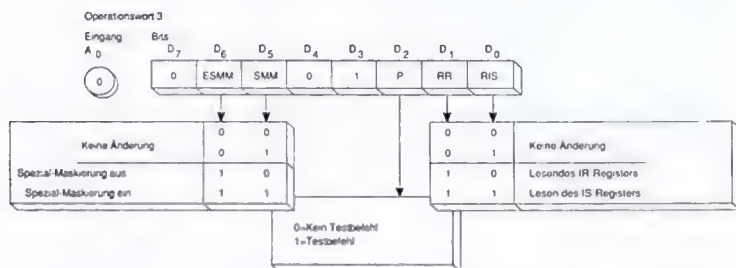 Operationswort 3
Eingang Bits
A0 D7 D6 D5 D4 D3 D2 D1 D0
0 0 ESMM SMM 0 1 P RR RIS
0 0
Keine Änderung
0 1
Spezial-Maskierung aus 1 0
Spezial-Maskierung ein 1 1
0 0
0 1
Keine Änderung
1 0 Lesendes IR Registers
1 1 Lesen des IS Registers
0=Kein Testbefehl
1=Testbefehl